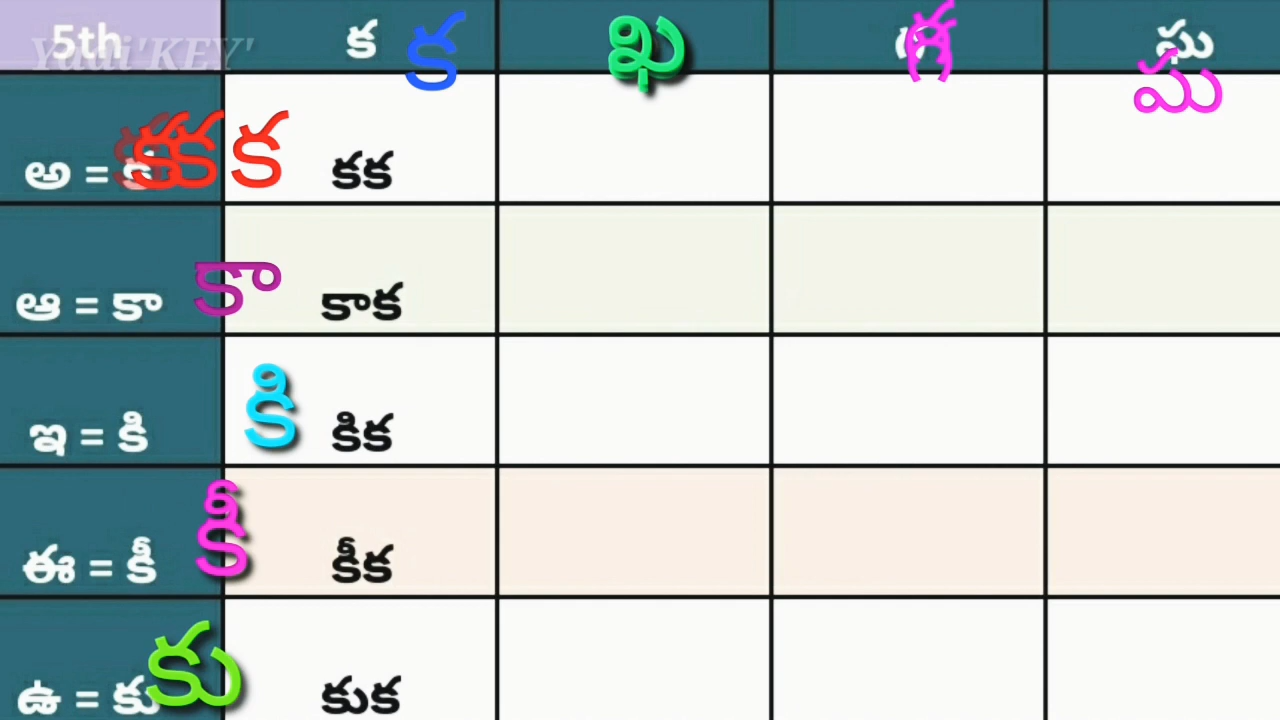 5th క క ఖ గ ఘ
మ
అ = క క క క కక
ఆ = కా కా కాక
ఇ = కి కి కిక
ఈ = కీ కీ కీక
ఉ = కు కు కుక